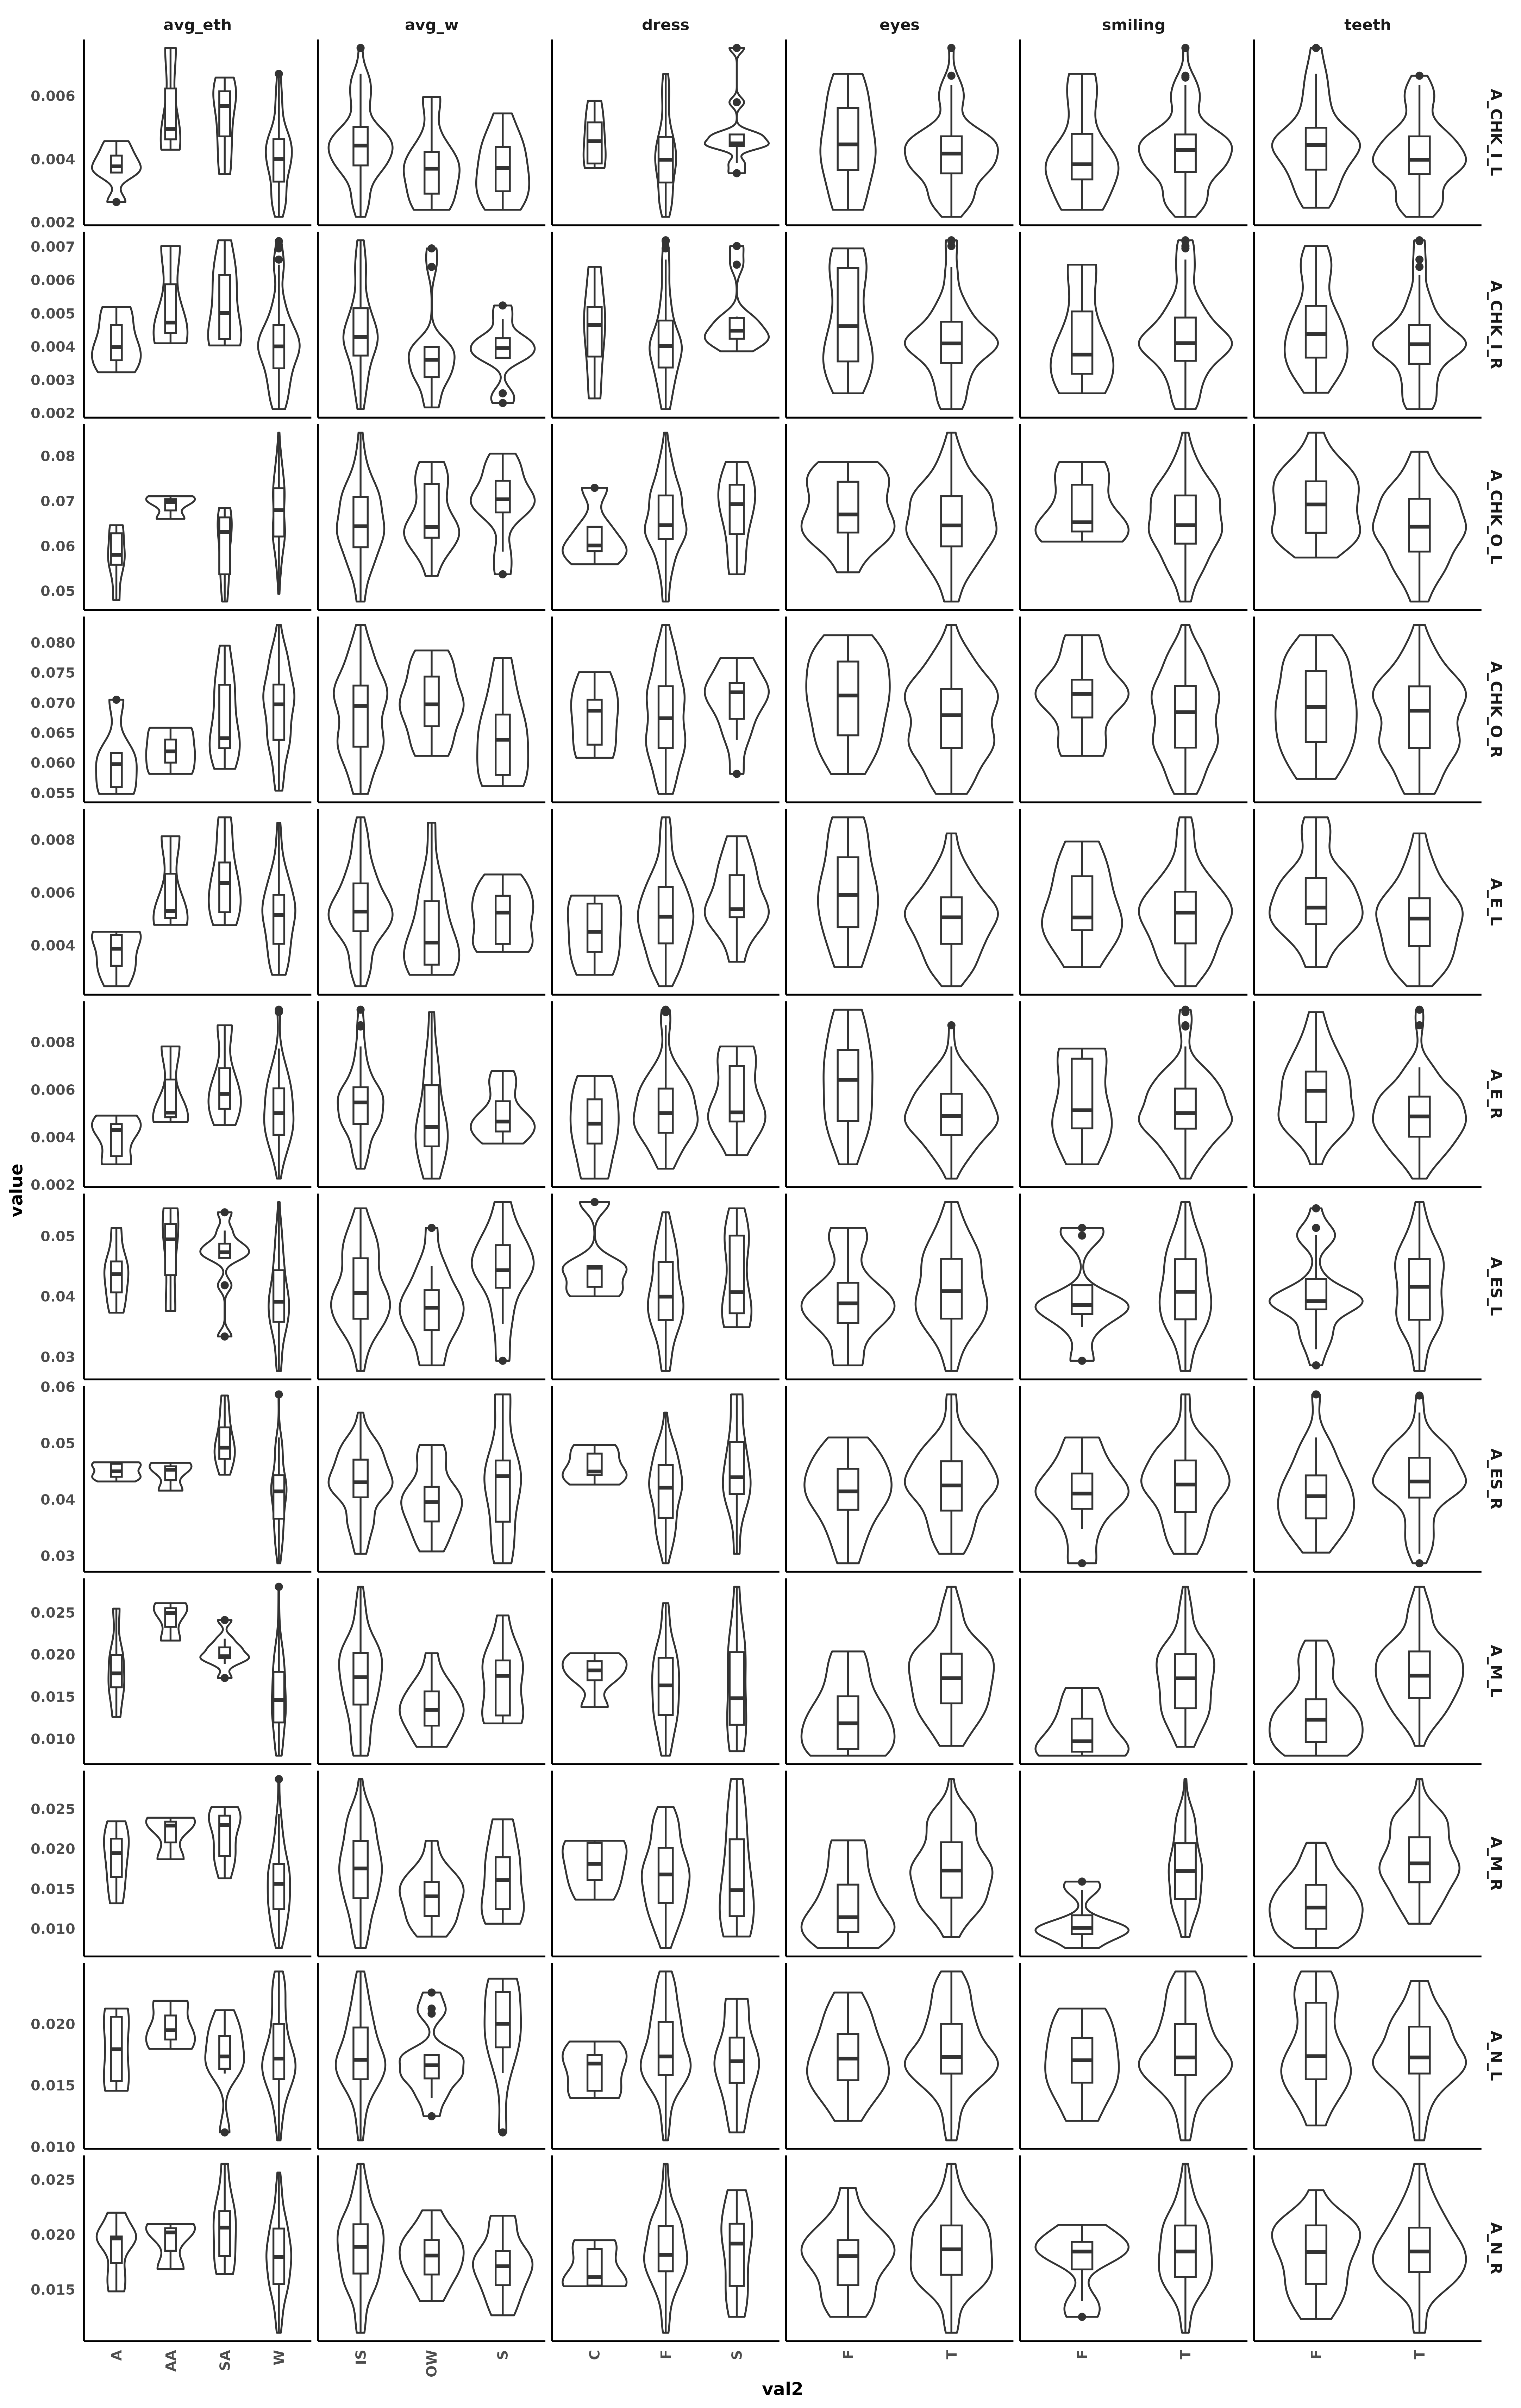 avg_eth avg_w dress eyes smiling teeth
0.006
0.004
0.002
A_CHK_I_L
0.007
0.006
0.005
0.004
0.003
0.002
A_CHK_I_R
0.08
0.07
0.06
0.05
A_CHK_O_L
0.080
0.075
0.070
0.065
0.060
0.055
A_CHK_O_R
0.008
0.006
0.004
A_E_L
0.008
0.006
0.004
0.002
A_E_R
value
0.05
0.04
0.03
A_ES_L
0.06
0.05
0.04
0.03
A_ES_R
0.025
0.020
0.015
0.010
A_M_L
0.025
0.020
0.015
0.010
A_M_R
0.020
0.015
0.010
A_N_L
0.025
0.020
0.015
A_N_R
A AA SA W IS OW S C F S F T F T F T
val2